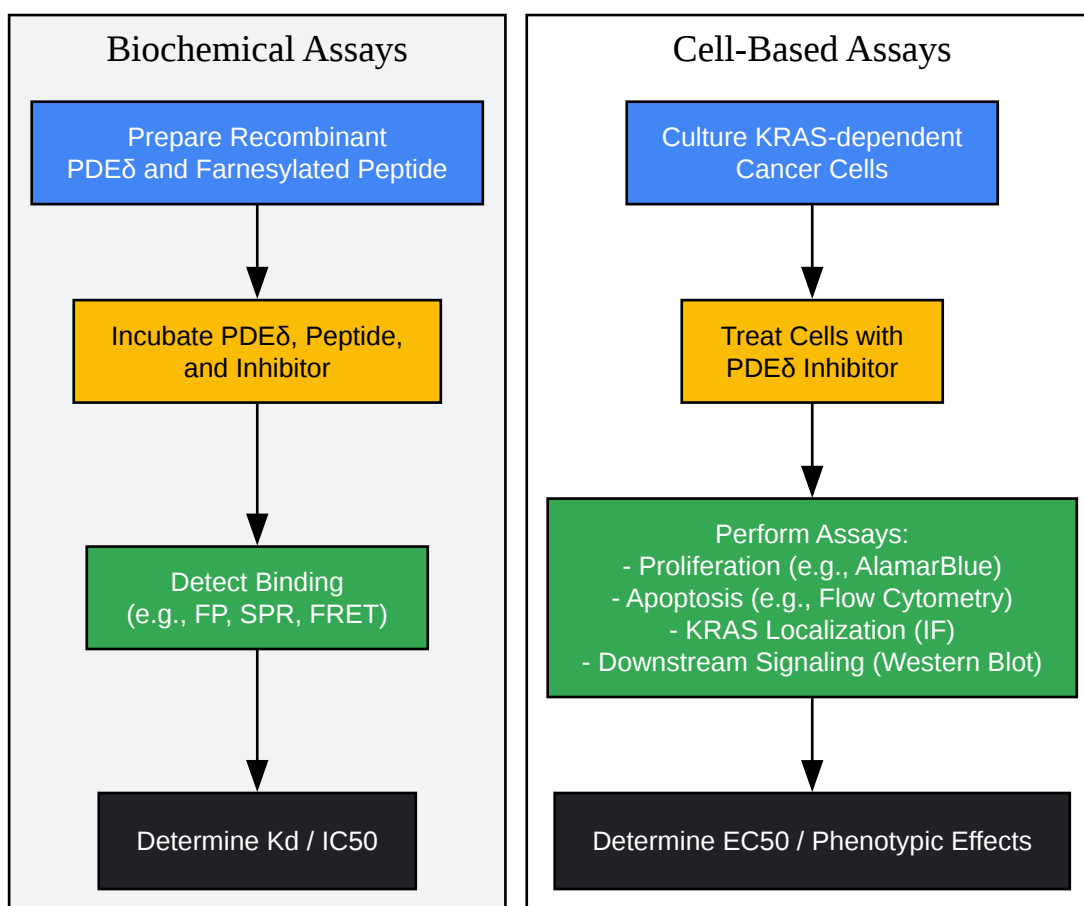 Biochemical Assays
Prepare Recombinant
PDEδ and Farnesylated Peptide
Incubate PDEδ, Peptide,
and Inhibitor
Detect Binding
(e.g., FP, SPR, FRET)
Determine Kd / IC50
Cell-Based Assays
Culture KRAS-dependent
Cancer Cells
Treat Cells with
PDEδ Inhibitor
Perform Assays:
- Proliferation (e.g., AlamarBlue)
- Apoptosis (e.g., Flow Cytometry)
- KRAS Localization (IF)
- Downstream Signaling (Western Blot)
Determine EC50 / Phenotypic Effects